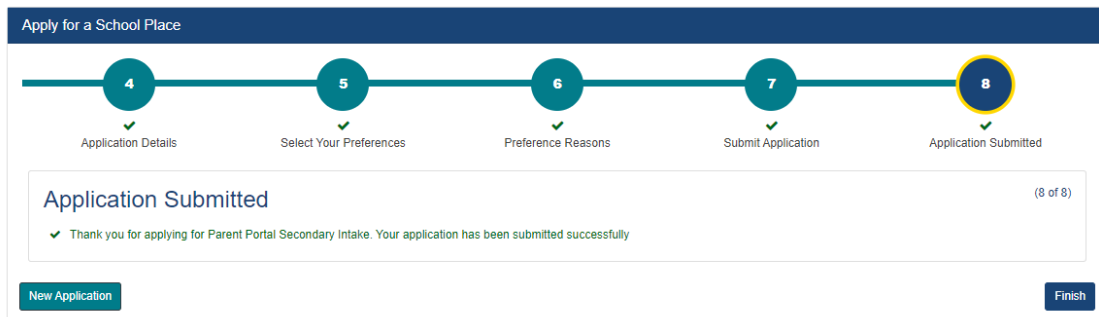 Apply for a School Place
4 5 6 7 8
Application Details Select Your Preferences Preference Reasons Submit Application Application Submitted
Application Submitted (8 of 8)
Thank you for applying for Parent Portal Secondary Intake. Your application has been submitted successfully
New Application Finish